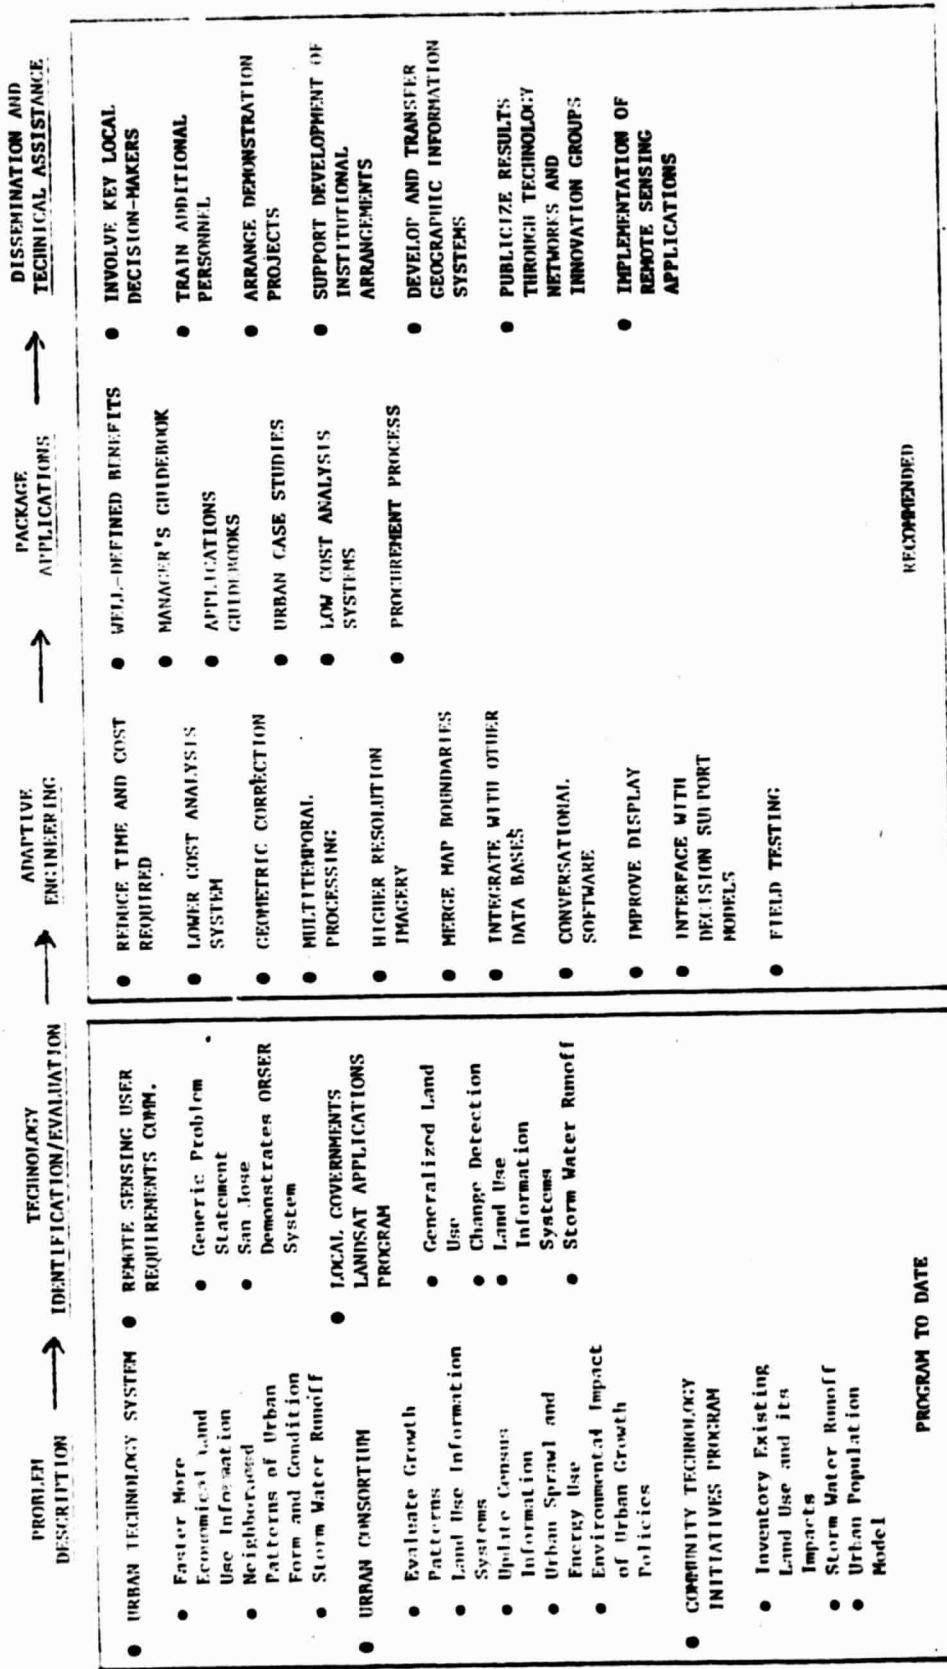 PROBLEM
DESCRIPTION
TECHNOLOGY
IDENTIFICATION/EVALUATION
ADAPTIVE
ENGINEERING
PACKAGE
APPLICATIONS
DISSEMINATION AND
TECHNICAL ASSISTANCE
● URBAN TECHNOLOGY SYSTEM
● Faster More
Economical Land
Use Information
● Neighborhood
Patterns of Urban
Form and Condition
● Storm Water Runoff
● URBAN CONSORTIUM
● Evaluate Growth
Patterns
● Land Use Information
Systems
● Update Census
Information
● Urban Sprawl and
Energy Use
● Environmental Impact
of Urban Growth
Policies
● COMMUNITY TECHNOLOGY
INITIATIVES PROGRAM
● Inventory Existing
Land Use and its
Impacts
● Storm Water Runoff
● Urban Population
Model
● REMOTE SENSING USER
REQUIREMENTS COMM.
● Generic Problem
Statement
● San Jose
Demonstrates ORSER
System
● LOCAL GOVERNMENTS
LANDSAT APPLICATIONS
PROGRAM
● Generalized Land
Use
● Change Detection
● Land Use
Information
Systems
● Storm Water Runoff
PROGRAM TO DATE
● REDUCE TIME AND COST
REQUIRED
● LOWER COST ANALYSIS
SYSTEM
● GEOMETRIC CORRECTION
● MULTITEMPORAL
PROCESSING
● HIGHER RESOLUTION
IMAGERY
● MERGE MAP BOUNDARIES
● INTEGRATE WITH OTHER
DATA BASES
● CONVERSATIONAL
SOFTWARE
● IMPROVE DISPLAY
● INTERFACE WITH
DECISION SUPPORT
MODELS
● FIELD TESTING
● WELL-DEFINED BENEFITS
● MANAGER'S GUIDEBOOK
● APPLICATIONS
GUIDEBOOKS
● URBAN CASE STUDIES
● LOW COST ANALYSIS
SYSTEMS
● PROCUREMENT PROCESS
● INVOLVE KEY LOCAL
DECISION-MAKERS
● TRAIN ADDITIONAL
PERSONNEL
● ARRANGE DEMONSTRATION
PROJECTS
● SUPPORT DEVELOPMENT OF
INSTITUTIONAL
ARRANGEMENTS
● DEVELOP AND TRANSFER
GEOGRAPHIC INFORMATION
SYSTEMS
● PUBLICIZE RESULTS
THROUGH TECHNOLOGY
NETWORKS AND
INNOVATION GROUPS
● IMPLEMENTATION OF
REMOTE SENSING
APPLICATIONS
RECOMMENDED